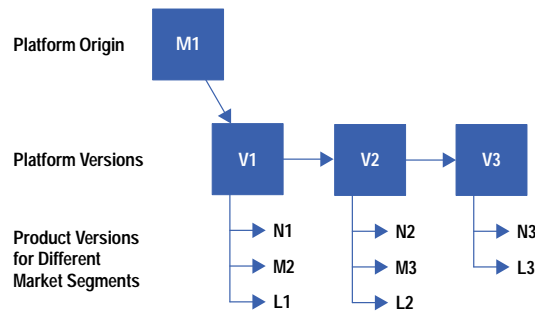 Platform Origin
M1
Platform Versions
V1
V2
V3
Product Versions
for Different
Market Segments
N1
M2
L1
N2
M3
L2
N3
L3